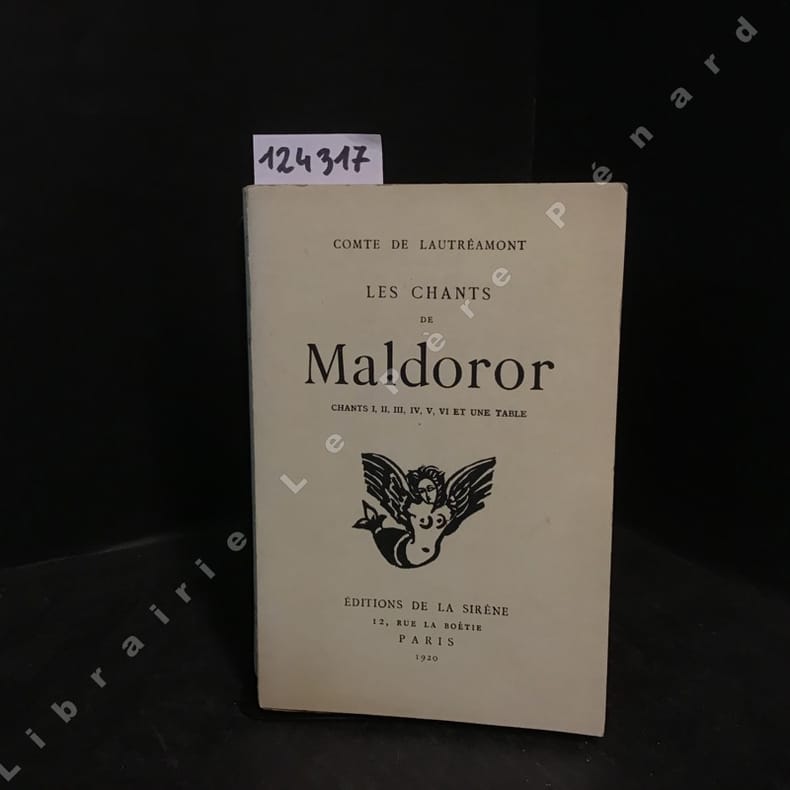 124317
COMTE DE LAUTRÉAMONT
LES CHANTS
DE
Maldoror
CHANTS I, II, III, IV, V, VI ET UNE TABLE
ÉDITIONS DE LA SIRÈNE
12, RUE LA BOÉTIE
PARIS
1920
Librairie Le Père Pénard